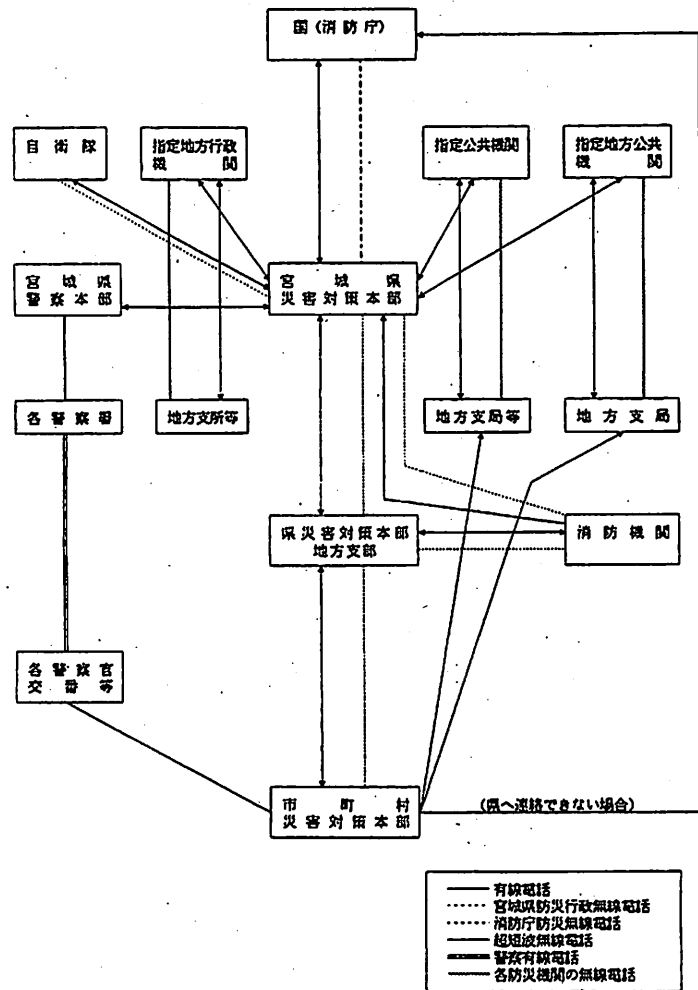 国(消防庁)
自衛隊
指定地方行政
機関
指定公共機関
指定地方公共
機関
宮城県
警察本部
宮城県
災害対策本部
各警察署
地方支所等
地方支局等
地方支局
県災害対策本部
地方支部
消防機関
各警察官
交番等
市町村
災害対策本部
(県へ連絡できない場合)
有線電話
宮城県防災行政無線電話
消防庁防災無線電話
超短波無線電話
警察有線電話
各防災機関の無線電話